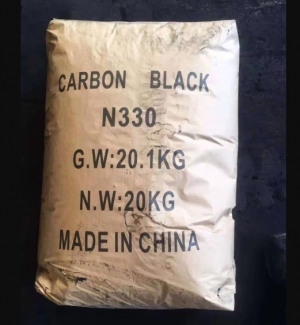 CARBON BLACK
N330
G.W:20.1KG
N.W:20KG
MADE IN CHINA